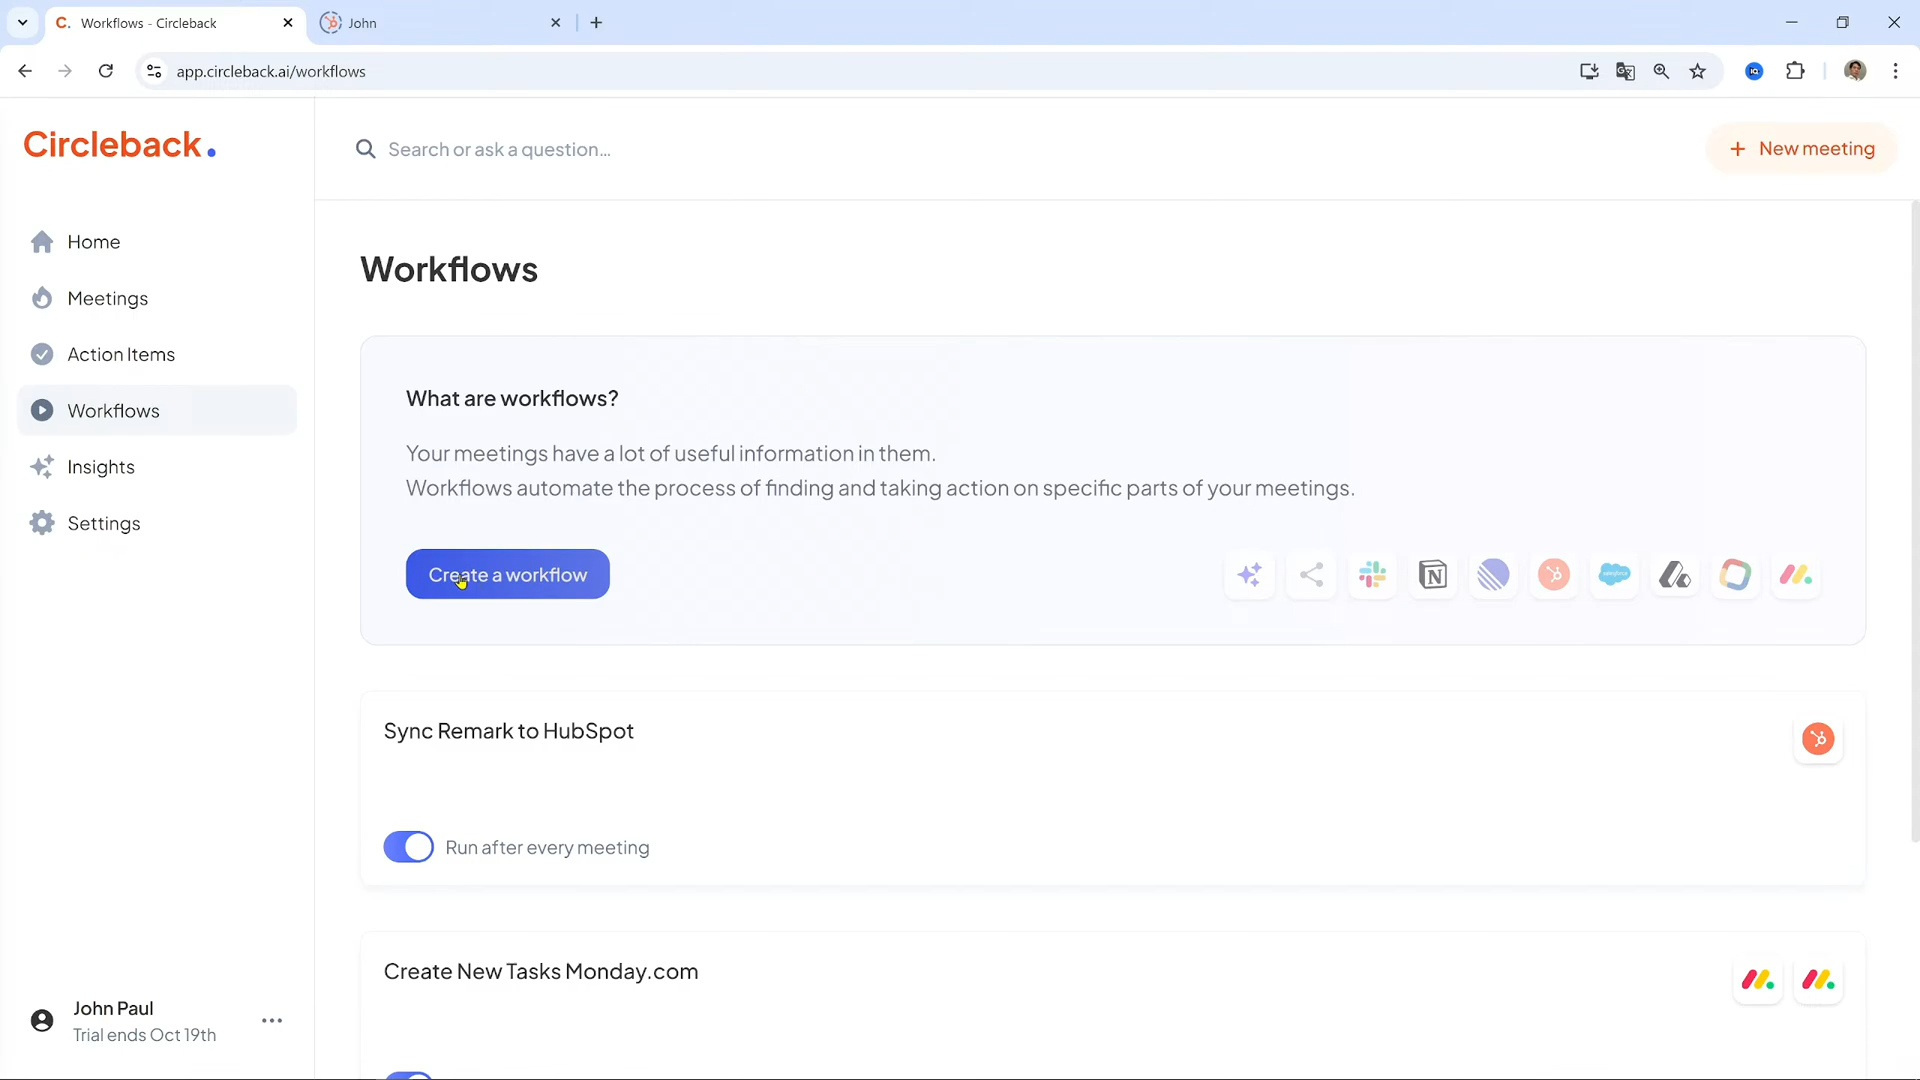 Workflows - Circleback
John
app.circleback.ai/workflows
Circleback.
Search or ask a question...
+ New meeting
Home
Meetings
Action Items
Workflows
Insights
Settings
Workflows
What are workflows?
Your meetings have a lot of useful information in them.
Workflows automate the process of finding and taking action on specific parts of your meetings.
Create a workflow
Sync Remark to HubSpot
Run after every meeting
Create New Tasks Monday.com
John Paul
Trial ends Oct 19th